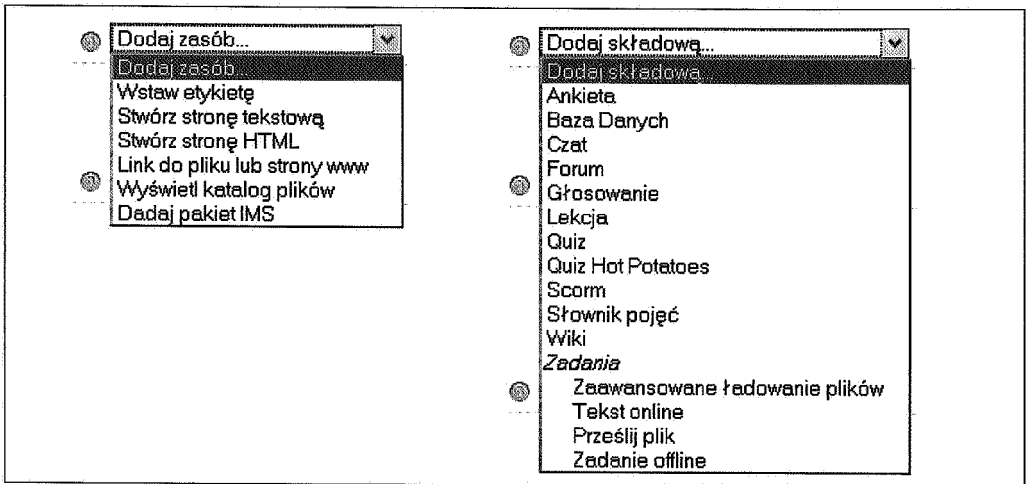 Dodaj zasób...
Dodaj zasób...
Wstaw etykietę
Stwórz stronę tekstową
Stwórz stronę HTML
Link do pliku lub strony www
Wyświetl katalog plików
Dadaj pakiet IMS
Dodaj składową...
Dodaj składową...
Ankieta
Baza Danych
Czat
Forum
Głosowanie
Lekcja
Quiz
Quiz Hot Potatoes
Scorm
Słownik pojęć
Wiki
Zadania
Zaawansowane ładowanie plików
Tekst online
Prześlij plik
Zadanie offline